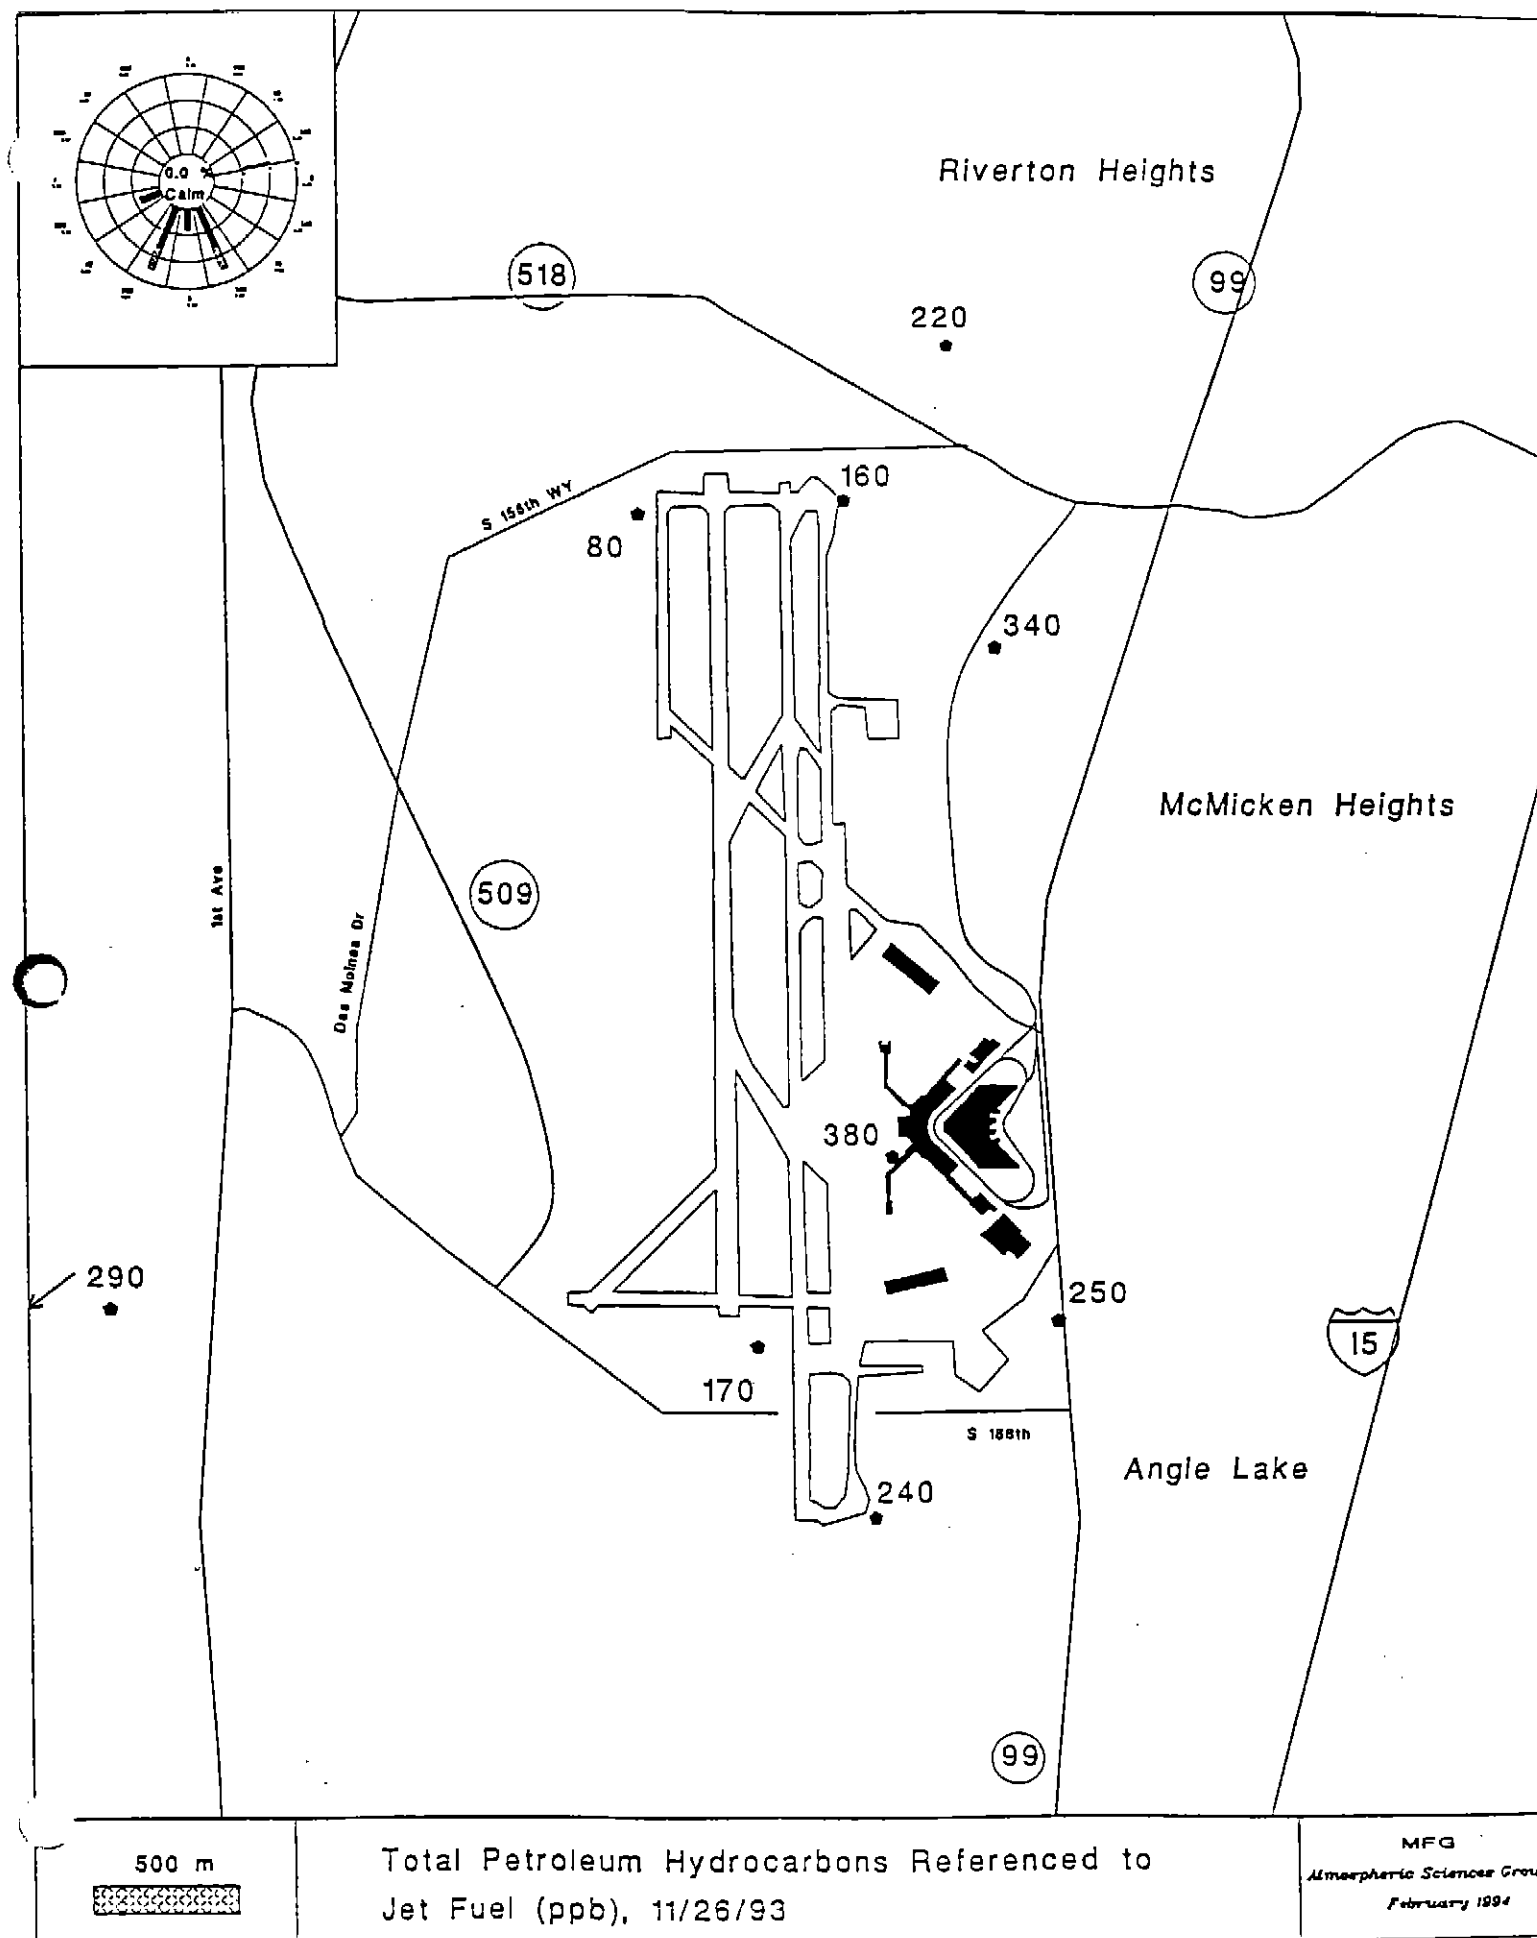 0.0 %
Calm
Riverton Heights
518
99
220
S 156th WY
160
80
340
McMicken Heights
509
1st Ave
Des Moines Dr
380
290
250
15
170
S 188th
Angle Lake
240
99
500 m
Total Petroleum Hydrocarbons Referenced to
Jet Fuel (ppb), 11/26/93
MFG
Atmospheric Sciences Grou
February 1994